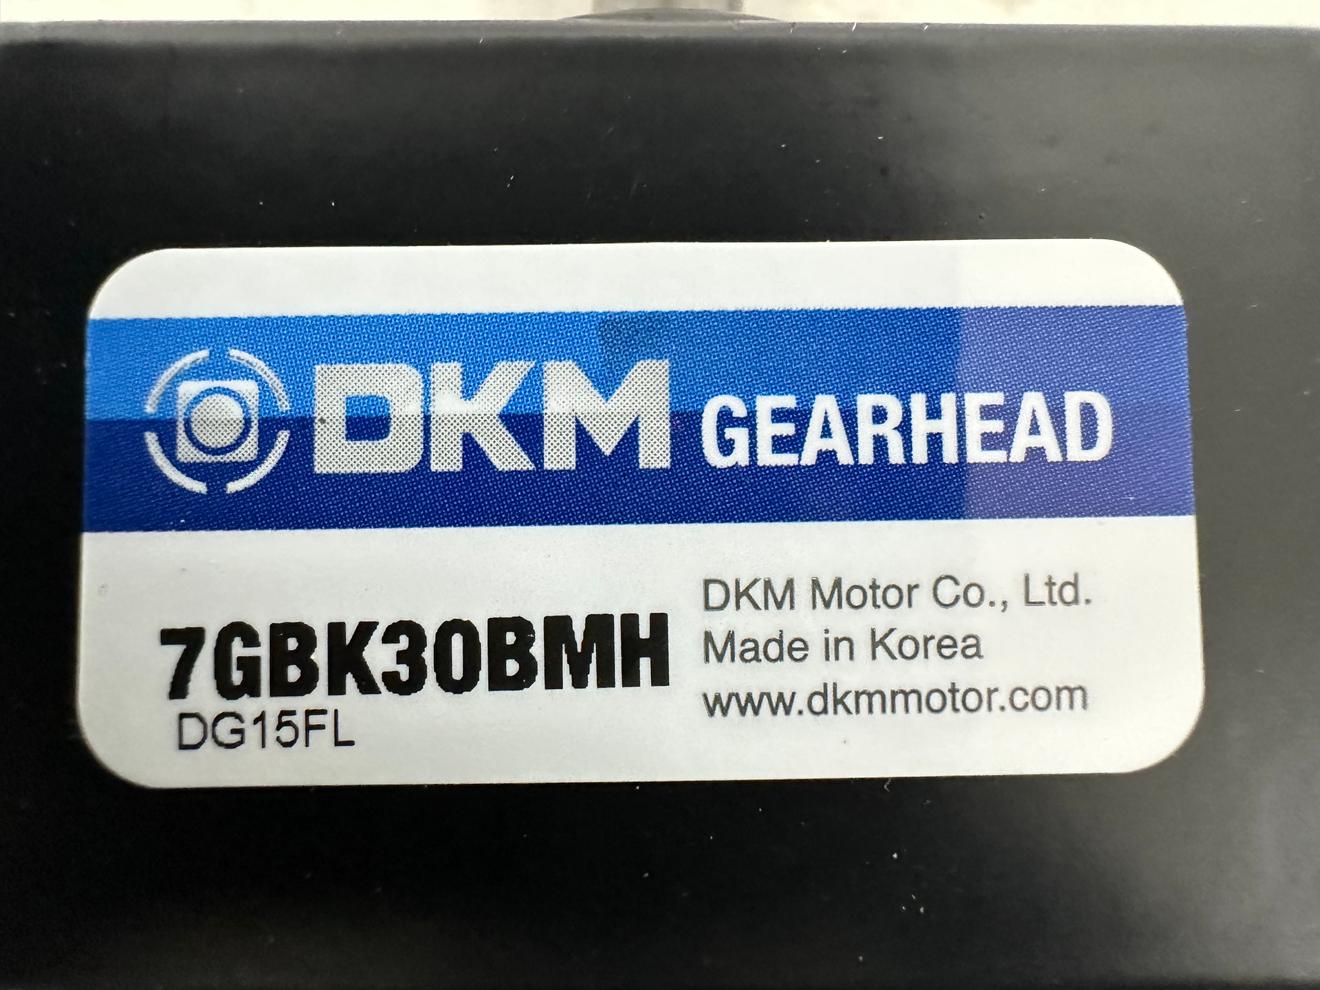 DKM GEARHEAD
7GBK30BMH
DG15FL
DKM Motor Co., Ltd.
Made in Korea
www.dkmmotor.com